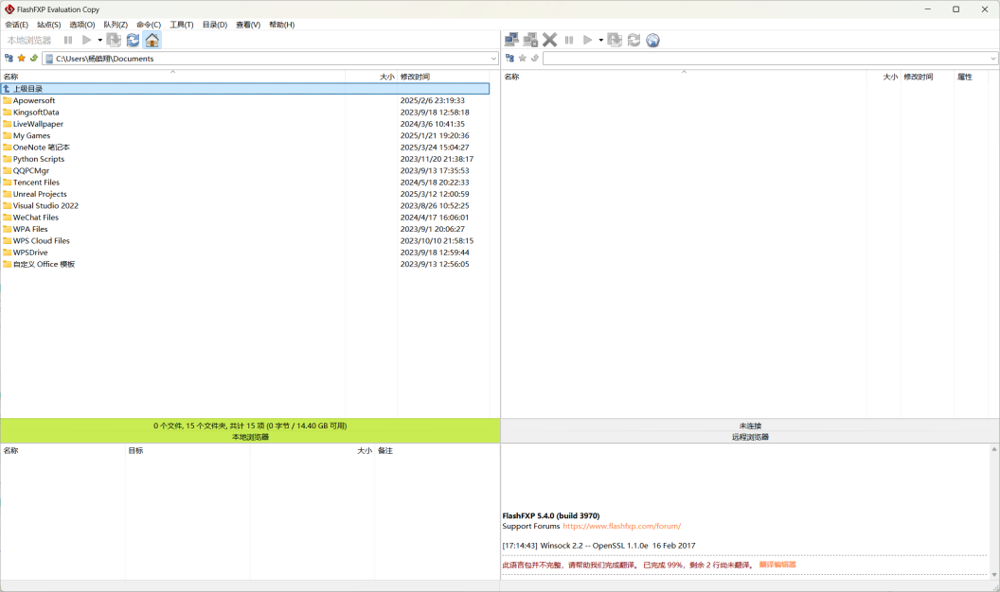 FlashFXP Evaluation Copy
会话(E) 站点(S) 选项(O) 队列(Z) 命令(C) 工具(T) 目录(D) 查看(V) 帮助(H)
本地浏览器
C:\Users\杨皓翔\Documents
名称 大小 修改时间
上级目录
Apowersoft 2025/2/6 23:19:33
KingsoftData 2023/9/18 12:58:18
LiveWallpaper 2024/3/6 10:41:35
My Games 2025/1/21 19:20:36
OneNote 笔记本 2025/3/24 15:04:27
Python Scripts 2023/11/20 21:38:17
QQPCMgr 2023/9/13 17:35:53
Tencent Files 2024/5/18 20:22:33
Unreal Projects 2025/3/12 12:00:59
Visual Studio 2022 2023/8/26 10:52:25
WeChat Files 2024/4/17 16:06:01
WPA Files 2023/9/1 20:06:27
WPS Cloud Files 2023/10/10 21:58:15
WPSDrive 2023/9/18 12:59:44
自定义 Office 模板 2023/9/13 12:56:05
0 个文件, 15 个文件夹, 共计 15 项 (0 字节 / 14.40 GB 可用)
本地浏览器
名称 目标 大小 备注
名称 大小 修改时间 属性
未连接
远程浏览器
FlashFXP 5.4.0 (build 3970)
Support Forums https://www.flashfxp.com/forum/
[17:14:43] Winsock 2.2 -- OpenSSL 1.1.0e 16 Feb 2017
此语言包并不完整，请帮助我们完成翻译。 已完成 99%，剩余 2 行尚未翻译。 翻译编辑器